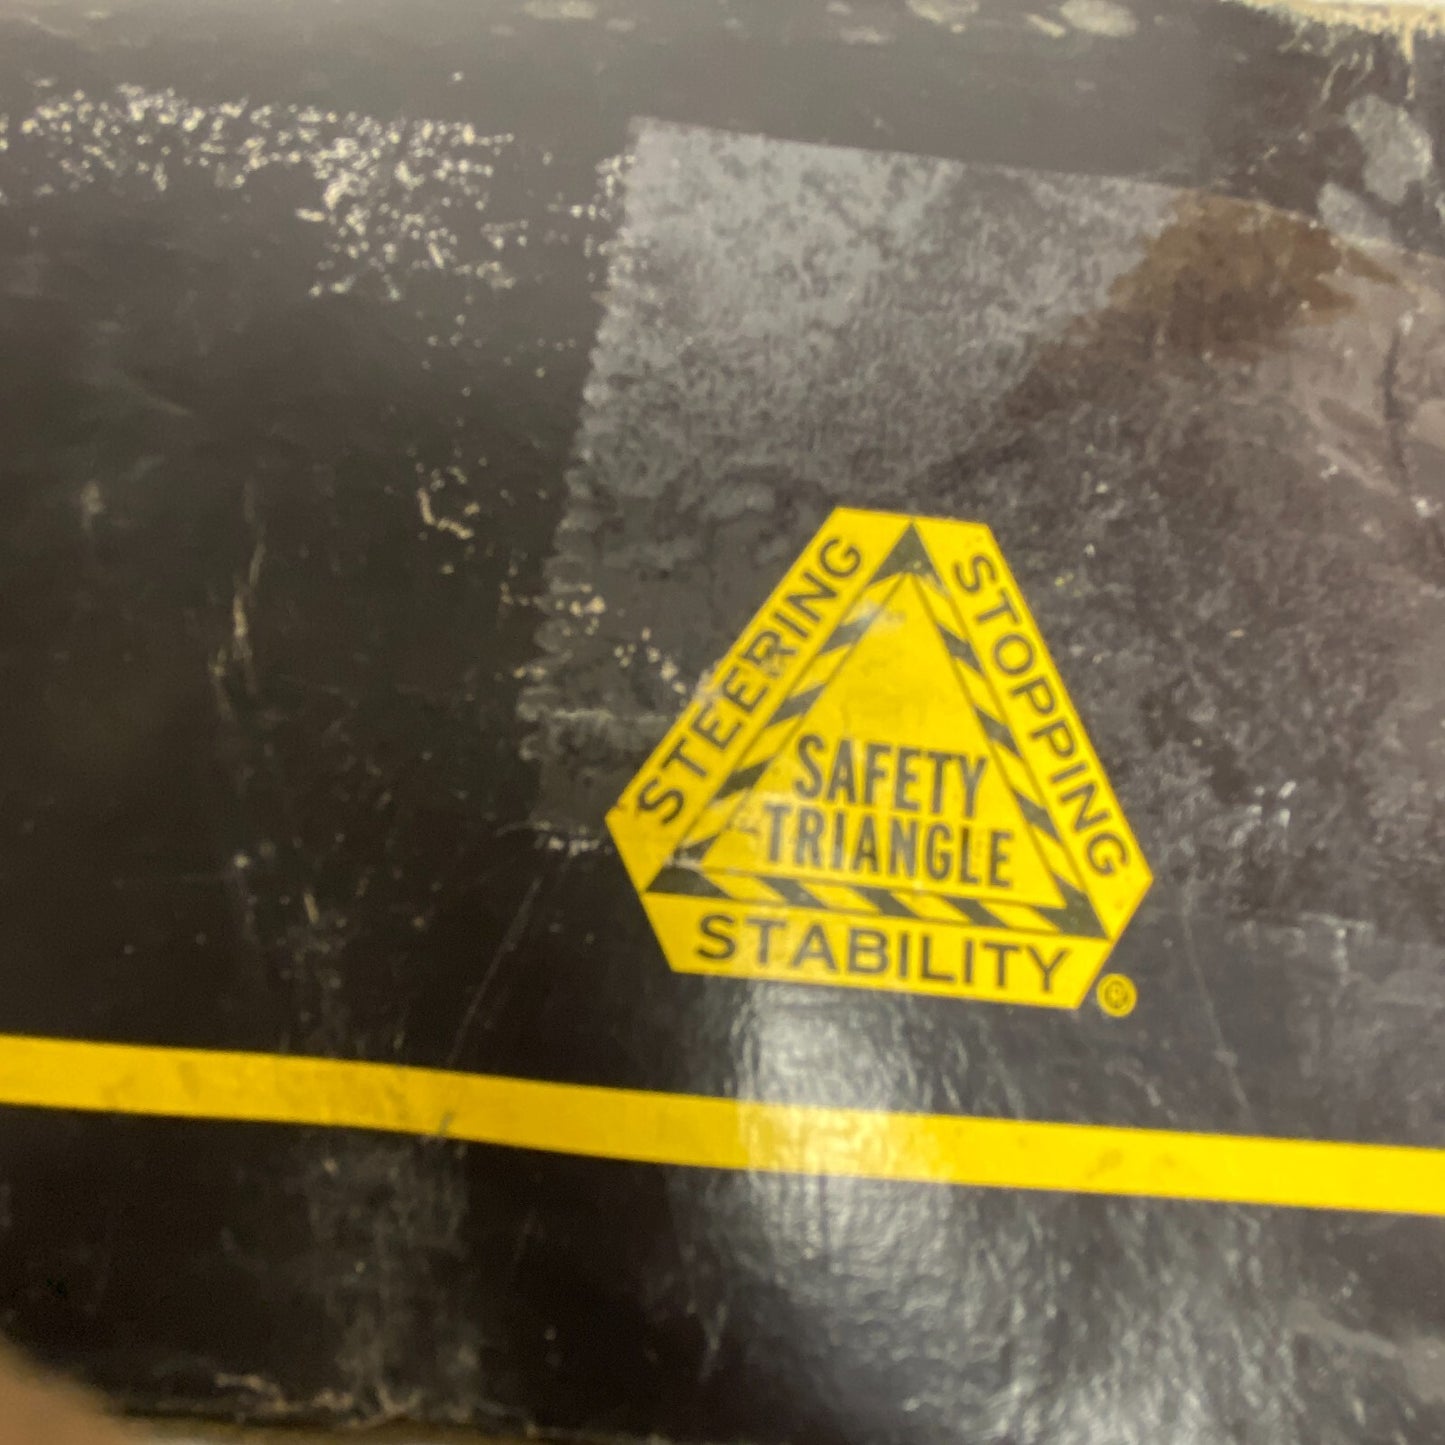 STEERING
STOPPING
SAFETY
TRIANGLE
STABILITY
®